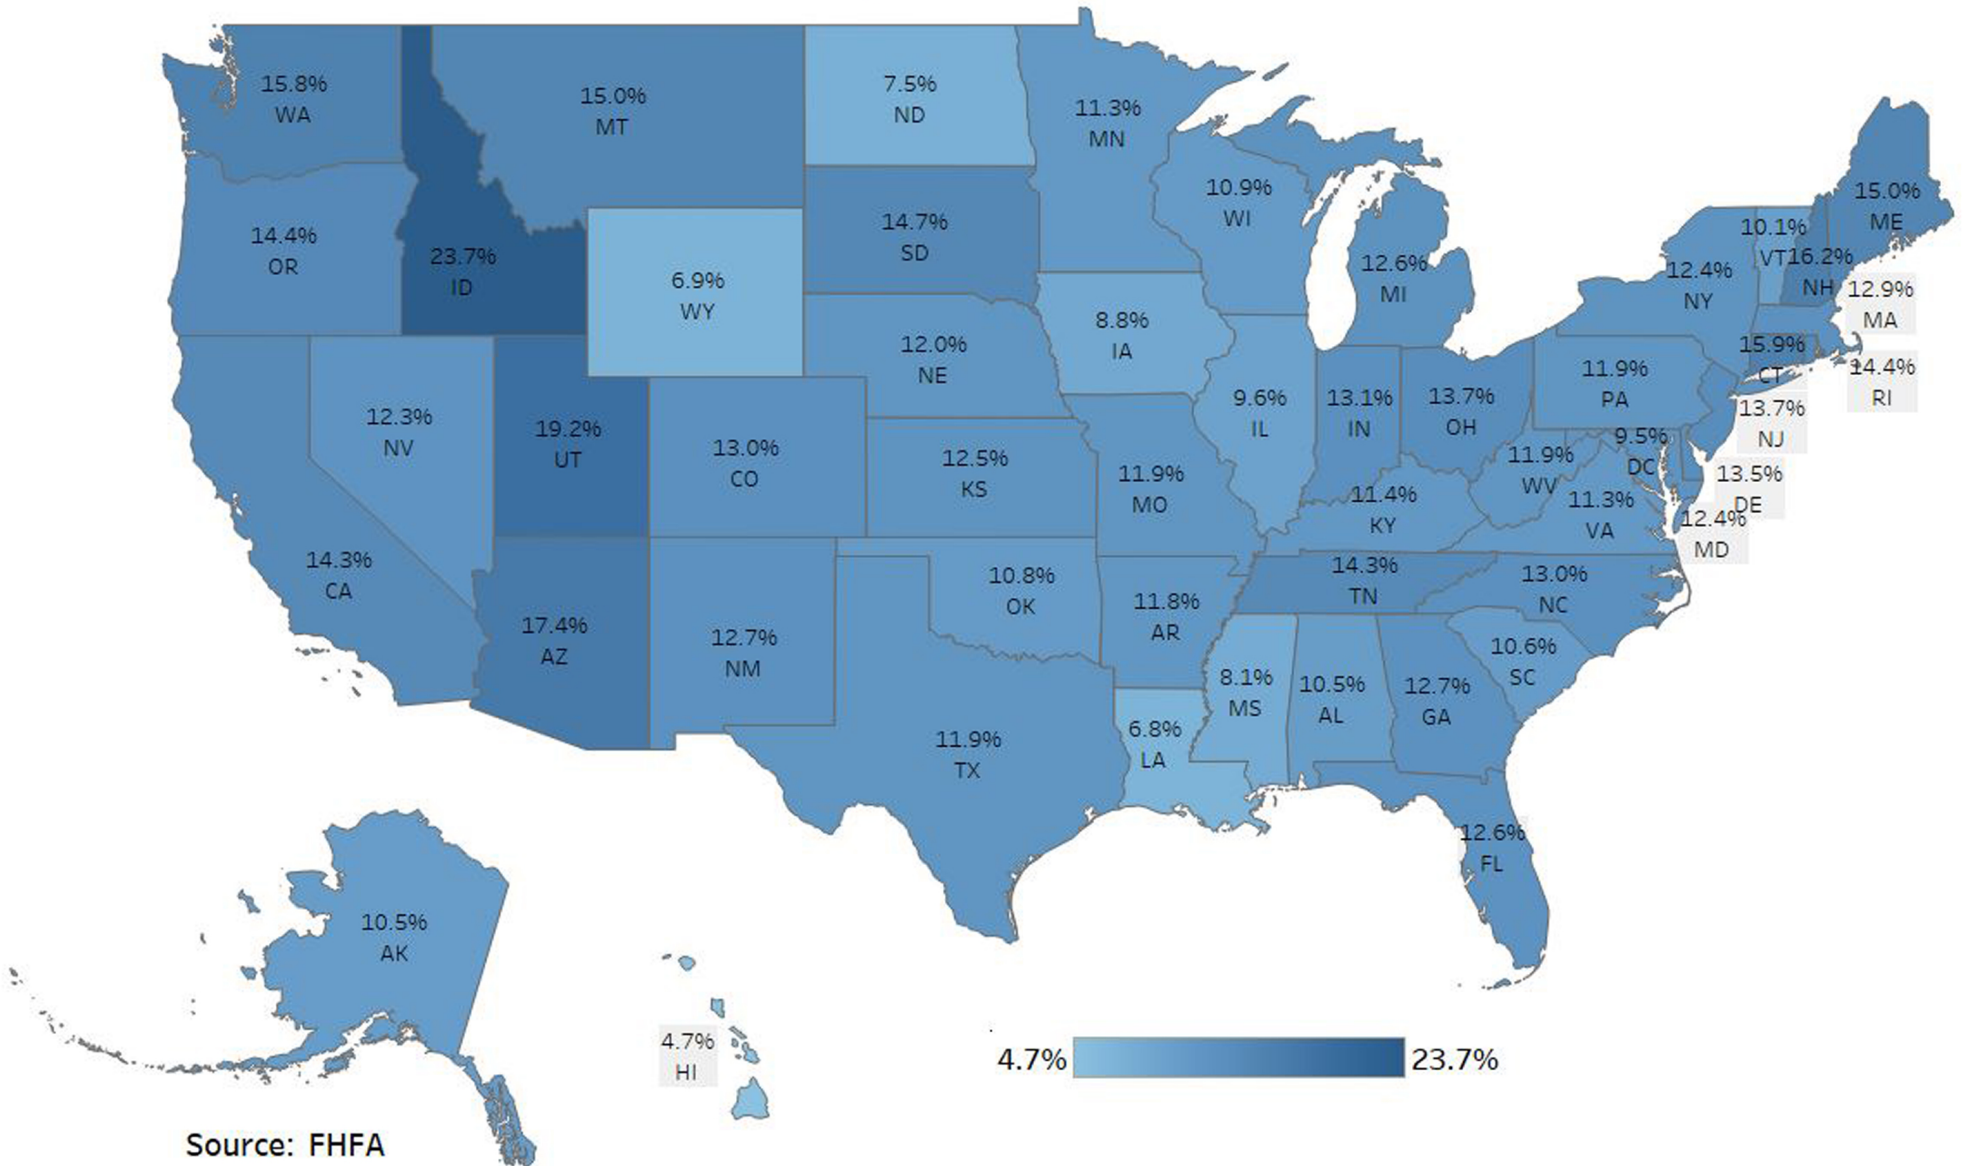 15.8%
WA
15.0%
MT
7.5%
ND
11.3%
MN
10.9%
WI
12.6%
MI
15.0%
ME
10.1%
VT
16.2%
NH
12.4%
NY
12.9%
MA
14.4%
OR
23.7%
ID
6.9%
WY
14.7%
SD
8.8%
IA
12.0%
NE
15.9%
CT
14.4%
RI
11.9%
PA
13.7%
NJ
12.3%
NV
19.2%
UT
13.0%
CO
12.5%
KS
11.9%
MO
9.6%
IL
13.1%
IN
13.7%
OH
11.9%
WV
9.5%
DC
13.5%
DE
12.4%
MD
11.4%
KY
11.3%
VA
14.3%
CA
17.4%
AZ
12.7%
NM
10.8%
OK
11.8%
AR
14.3%
TN
13.0%
NC
10.6%
SC
11.9%
TX
6.8%
LA
8.1%
MS
10.5%
AL
12.7%
GA
12.6%
FL
10.5%
AK
4.7%
HI
4.7%
23.7%
Source: FHFA